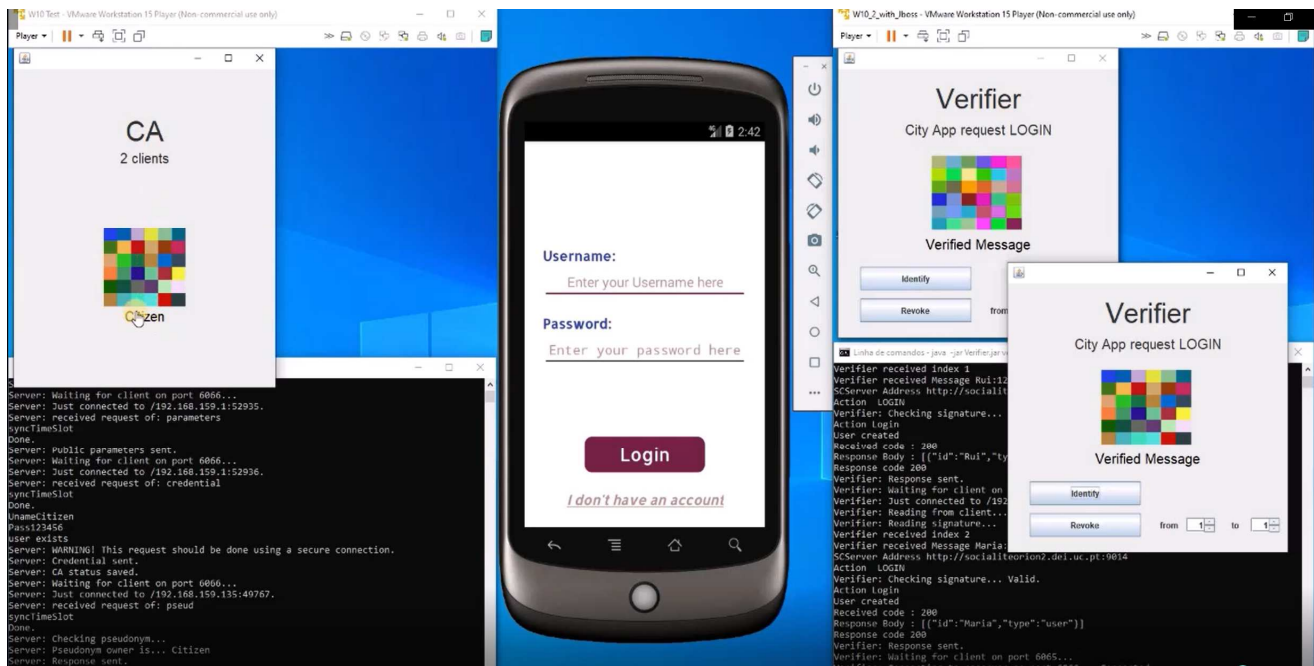 W10 Test - VMware Workstation 15 Player (Non-commercial use only)
Player
CA
2 clients
Citizen
Server: Waiting for client on port 6066...
Server: Just connected to /192.168.159.1:52935.
Server: received request of: parameters
syncTimeSlot
Done.
Server: Public parameters sent.
Server: Waiting for client on port 6066...
Server: Just connected to /192.168.159.1:52936.
Server: received request of: credential
syncTimeSlot
Done.
UnameCitizen
Pass123456
user exists
Server: WARNING! This request should be done using a secure connection.
Server: Credential sent.
Server: CA status saved.
Server: Waiting for client on port 6066...
Server: Just connected to /192.168.159.135:49767.
Server: received request of: pseud
syncTimeSlot
Done.
Server: Checking pseudonym...
Server: Pseudonym owner is... Citizen
Server: Response sent.
2:42
Username:
Enter your Username here
Password:
Enter your password here
Login
I don't have an account
W10_2_with_Jboss - VMware Workstation 15 Player (Non-commercial use only)
Player
Verifier
City App request LOGIN
Verified Message
Identify
Revoke
from
Verifier
City App request LOGIN
Verified Message
Identify
Revoke from 1 to 1
Linha de comandos - java -jar Verifier.jar
Verifier received index 1
Verifier received Message Rui:12
SCServer Address http://socialit
Action LOGIN
Verifier: Checking signature...
Action Login
User created
Received code : 200
Response Body : [{"id":"Rui","ty
Response code 200
Verifier: Response sent.
Verifier: Waiting for client on
Verifier: Just connected to /192
Verifier: Reading from client...
Verifier: Reading signature...
Verifier received index 2
Verifier received Message Maria:
SCServer Address http://socialiteorion2.dei.uc.pt:9014
Action LOGIN
Verifier: Checking signature... Valid.
Action Login
User created
Received code : 200
Response Body : [{"id":"Maria","type":"user"}]
Response code 200
Verifier: Response sent.
Verifier: Waiting for client on port 6065...